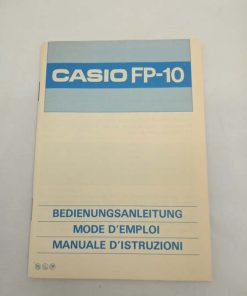 CASIO FP-10
BEDIENUNGSANLEITUNG
MODE D'EMPLOI
MANUALE D'ISTRUZIONI